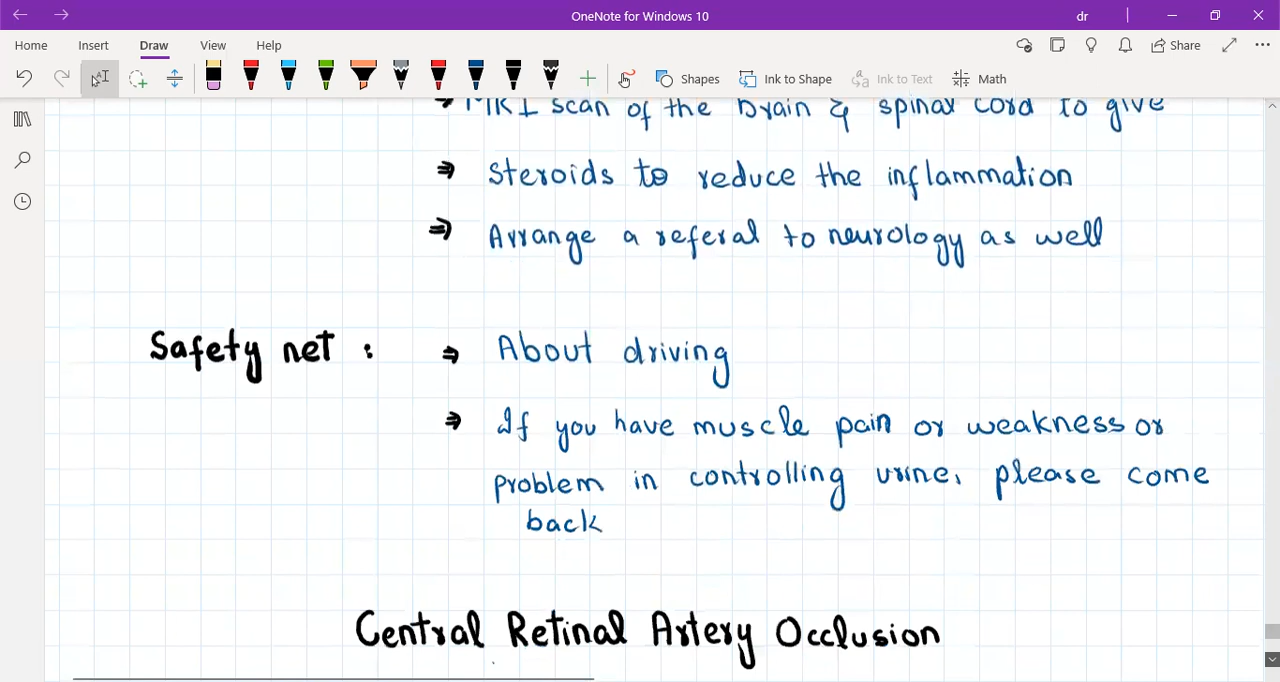 OneNote for Windows 10
dr
Home Insert Draw View Help
Share
Shapes Ink to Shape Ink to Text Math
MRI scan of the brain & spinal cord to give
Steroids to reduce the inflammation
Arrange a referal to neurology as well
Safety net : About driving
If you have muscle pain or weakness or
problem in controlling urine, please come
back
Central Retinal Artery Occlusion